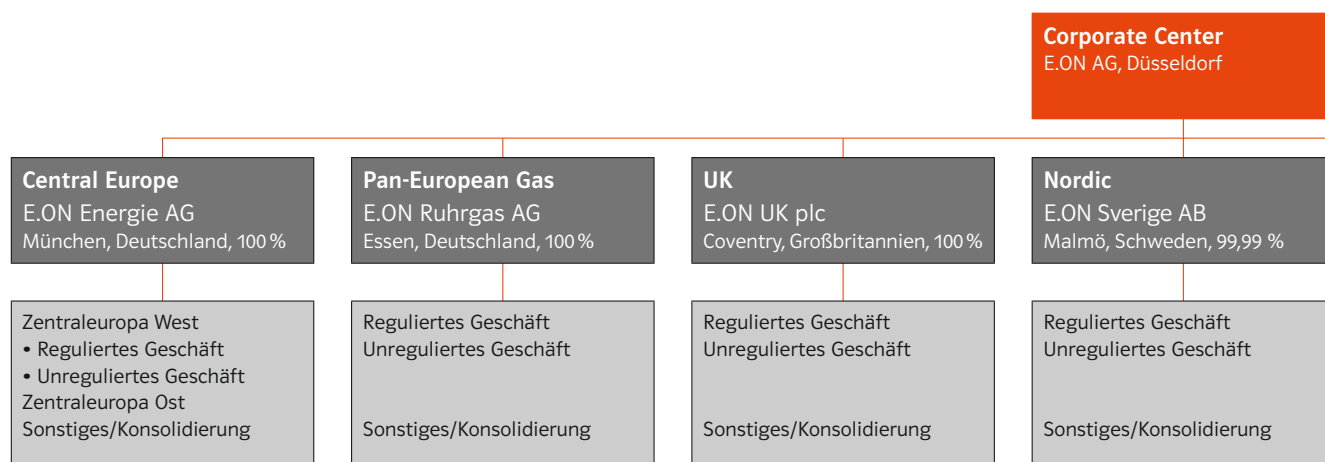 Corporate Center
E.ON AG, Düsseldorf
Central Europe
E.ON Energie AG
München, Deutschland, 100 %
Pan-European Gas
E.ON Ruhrgas AG
Essen, Deutschland, 100 %
UK
E.ON UK plc
Coventry, Großbritannien, 100 %
Nordic
E.ON Sverige AB
Malmö, Schweden, 99,99 %
Zentraleuropa West
• Reguliertes Geschäft
• Unreguliertes Geschäft
Zentraleuropa Ost
Sonstiges/Konsolidierung
Reguliertes Geschäft
Unreguliertes Geschäft
Sonstiges/Konsolidierung
Reguliertes Geschäft
Unreguliertes Geschäft
Sonstiges/Konsolidierung
Reguliertes Geschäft
Unreguliertes Geschäft
Sonstiges/Konsolidierung